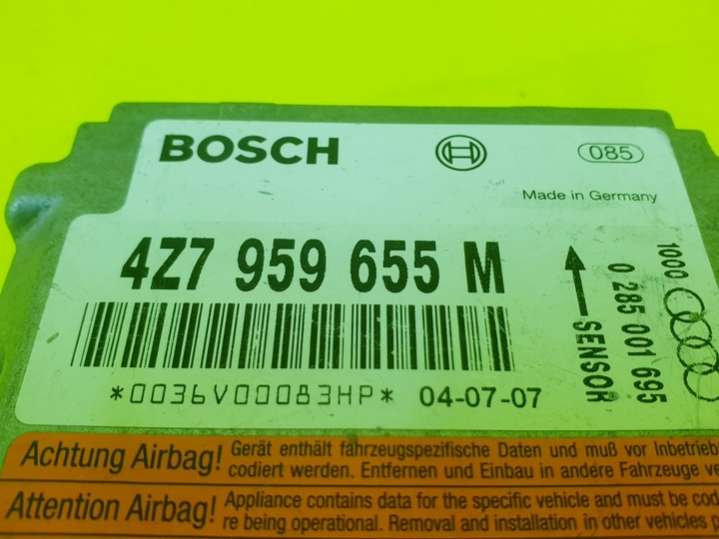 BOSCH
085
Made in Germany
4Z7 959 655 M
SENSOR
0 285 001 695
1000
*0036V00083HP* 04-07-07
Achtung Airbag!
Gerät enthält fahrzeugspezifische Daten und muß vor Inbetrieb
codiert werden. Entfernen und Einbau in andere Fahrzeuge ve
Attention Airbag!
Appliance contains data for the specific vehicle and must be cod
re being operational. Removal and installation in other vehicles p